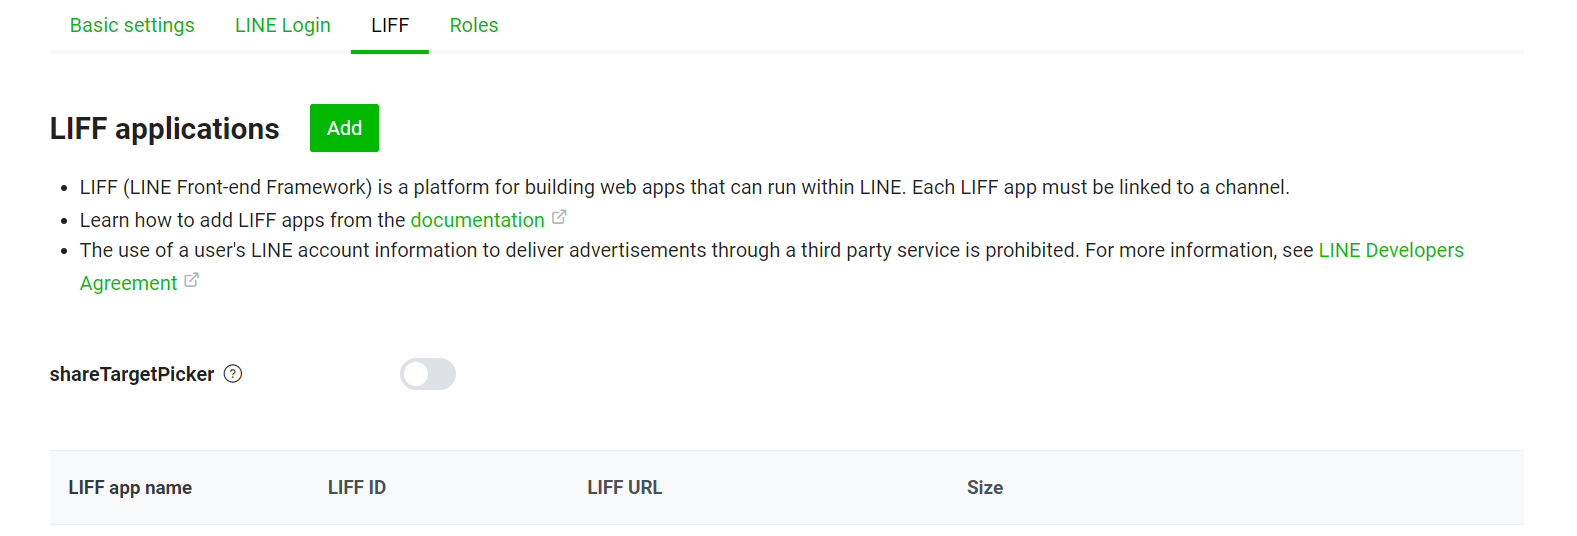 Basic settings LINE Login LIFF Roles
LIFF applications Add
• LIFF (LINE Front-end Framework) is a platform for building web apps that can run within LINE. Each LIFF app must be linked to a channel.
• Learn how to add LIFF apps from the documentation
• The use of a user's LINE account information to deliver advertisements through a third party service is prohibited. For more information, see LINE Developers
Agreement
shareTargetPicker ?
LIFF app name LIFF ID LIFF URL Size